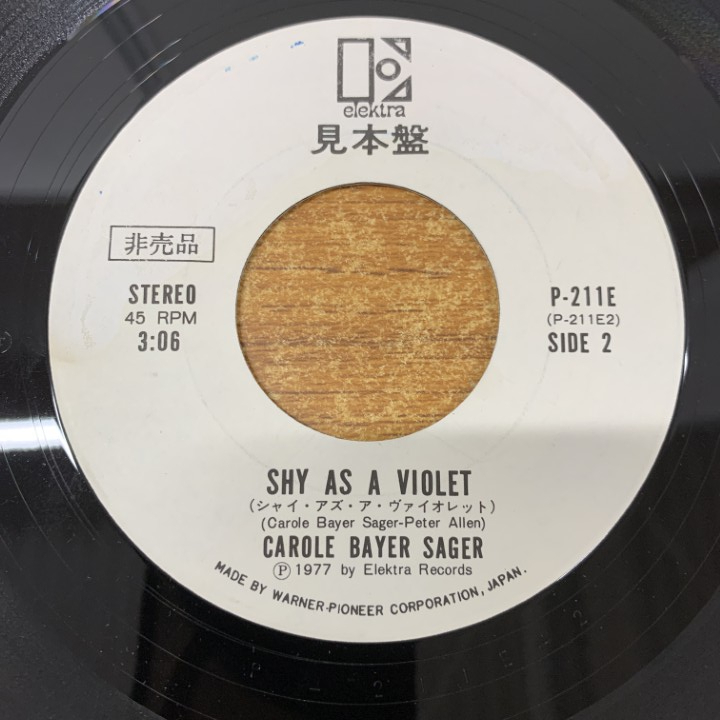 elektra
見本盤
非売品
STEREO
45 RPM
3:06
P-211E
(P-211E2)
SIDE 2
SHY AS A VIOLET
(シャイ・アズ・ア・ヴァイオレット)
(Carole Bayer Sager-Peter Allen)
CAROLE BAYER SAGER
Ⓟ 1977 by Elektra Records
MADE BY WARNER-PIONEER CORPORATION, JAPAN.